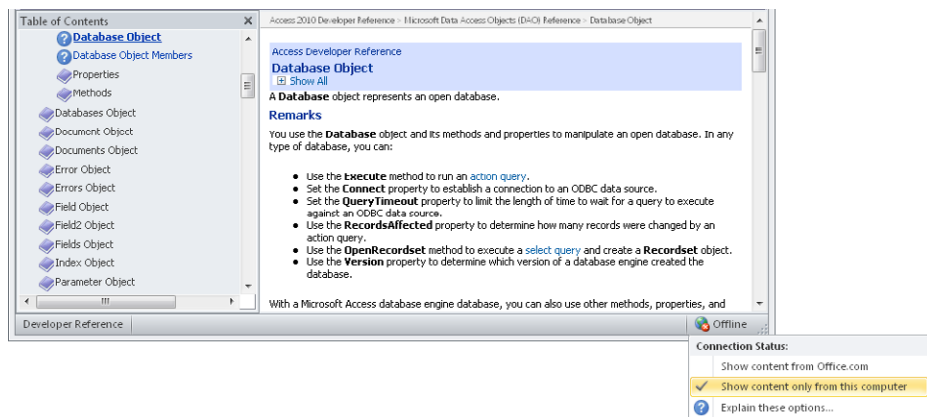 Table of Contents
Database Object
Database Object Members
Properties
Methods
Databases Object
Document Object
Documents Object
Error Object
Errors Object
Field Object
Field2 Object
Fields Object
Index Object
Parameter Object
Access 2010 Developer Reference > Microsoft Data Access Objects (DAO) Reference > Database Object
Access Developer Reference
Database Object
Show All
A Database object represents an open database.
Remarks
You use the Database object and its methods and properties to manipulate an open database. In any
type of database, you can:
• Use the Execute method to run an action query.
• Set the Connect property to establish a connection to an ODBC data source.
• Set the QueryTimeout property to limit the length of time to wait for a query to execute
against an ODBC data source.
• Use the RecordsAffected property to determine how many records were changed by an
action query.
• Use the OpenRecordset method to execute a select query and create a Recordset object.
• Use the Version property to determine which version of a database engine created the
database.
With a Microsoft Access database engine database, you can also use other methods, properties, and
Developer Reference
Offline
Connection Status:
Show content from Office.com
Show content only from this computer
Explain these options...